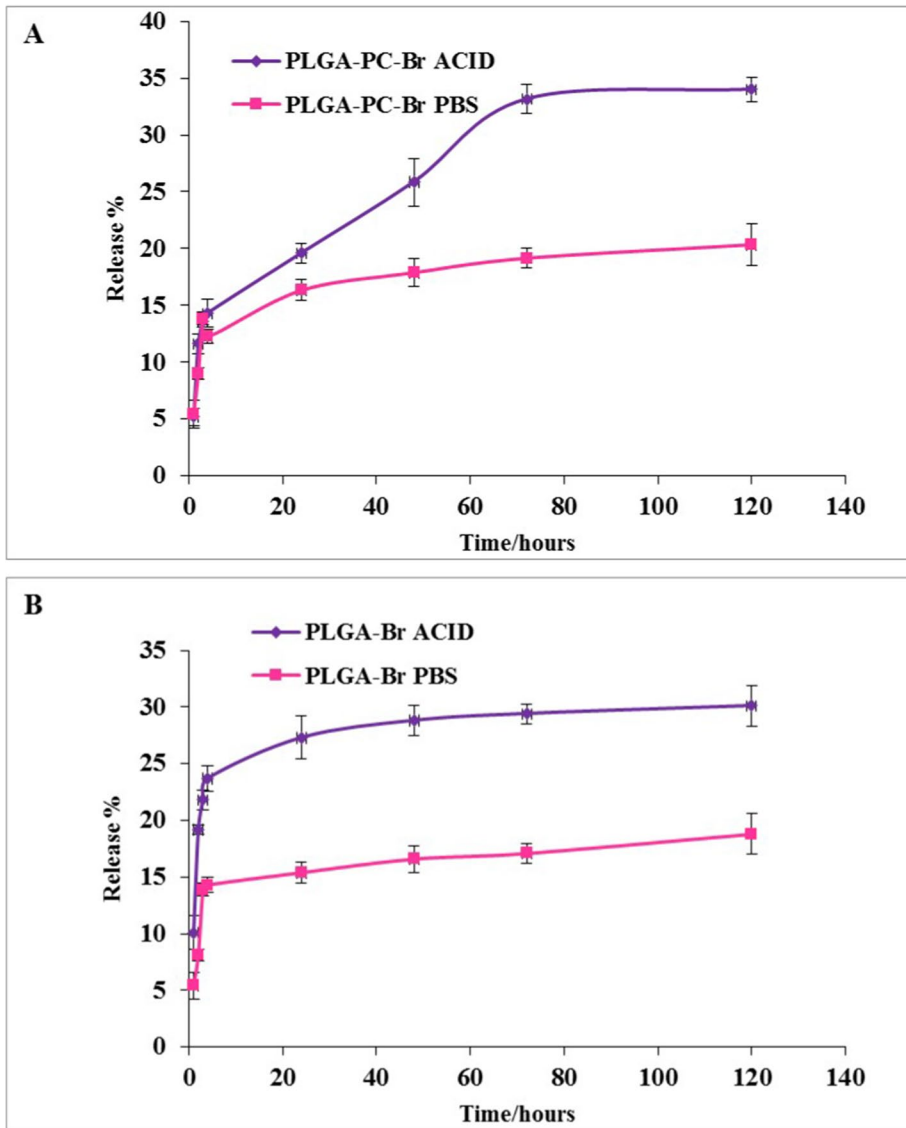 A
PLGA-PC-Br ACID
PLGA-PC-Br PBS
Release %
40
35
30
25
20
15
10
5
0
0 20 40 60 80 100 120 140
Time/hours
B
PLGA-Br ACID
PLGA-Br PBS
Release %
35
30
25
20
15
10
5
0
0 20 40 60 80 100 120 140
Time/hours